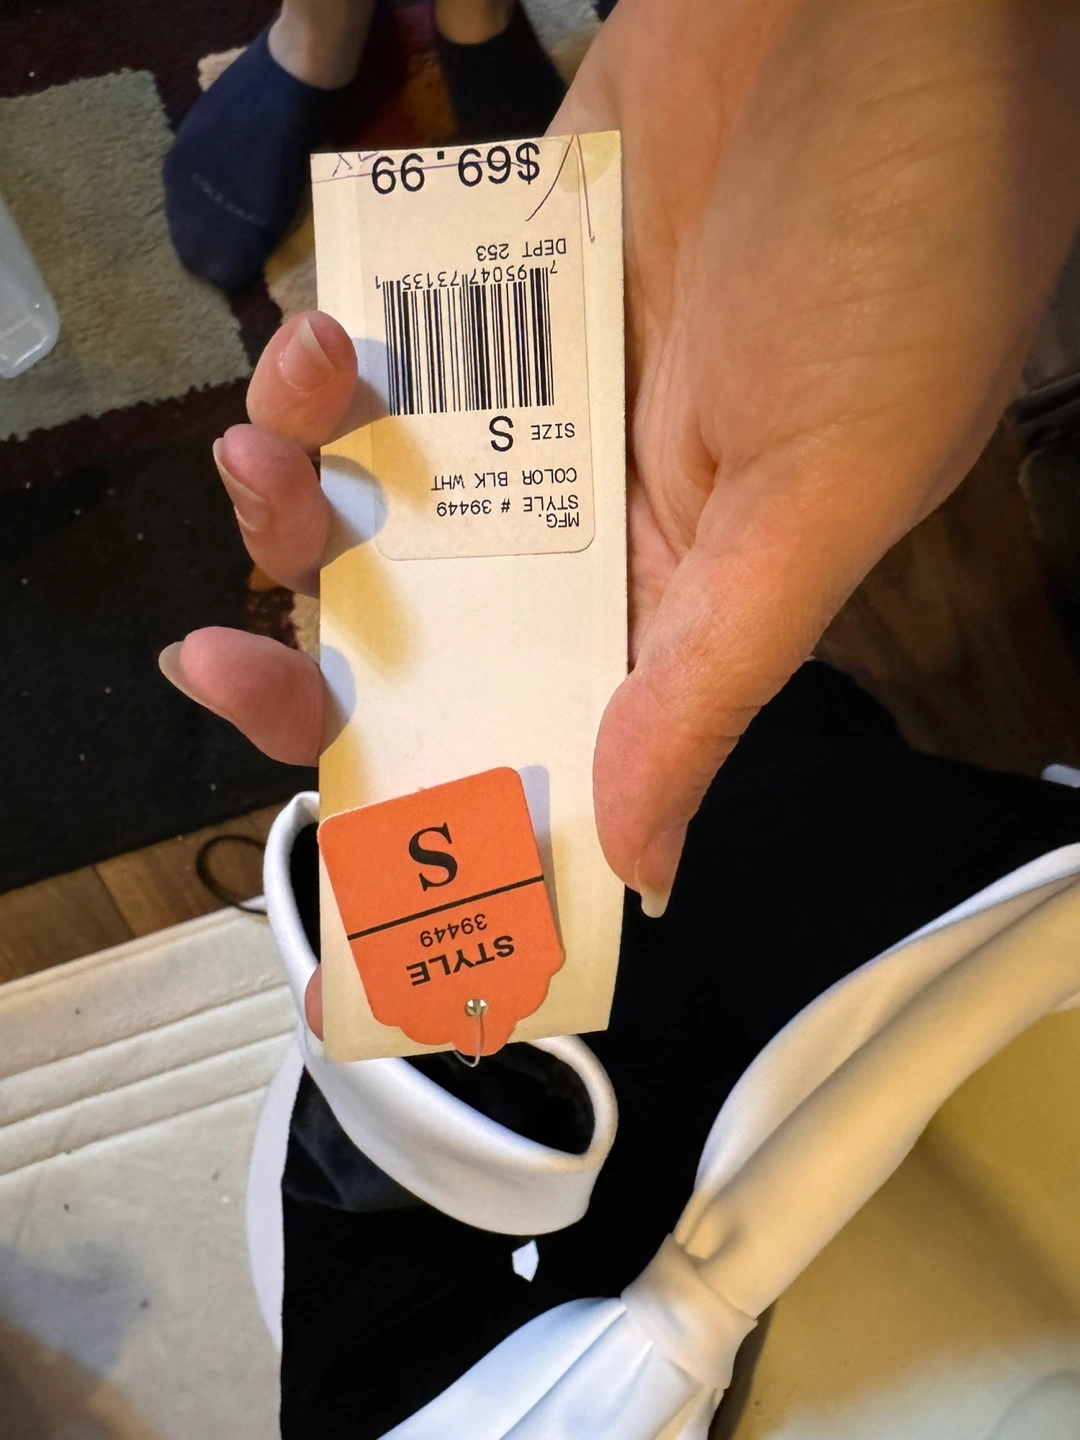 MFG.
STYLE # 39449
COLOR BLK WHT
SIZE S
7 95047 73135 1
DEPT 253
$69.99
STYLE
39449
S